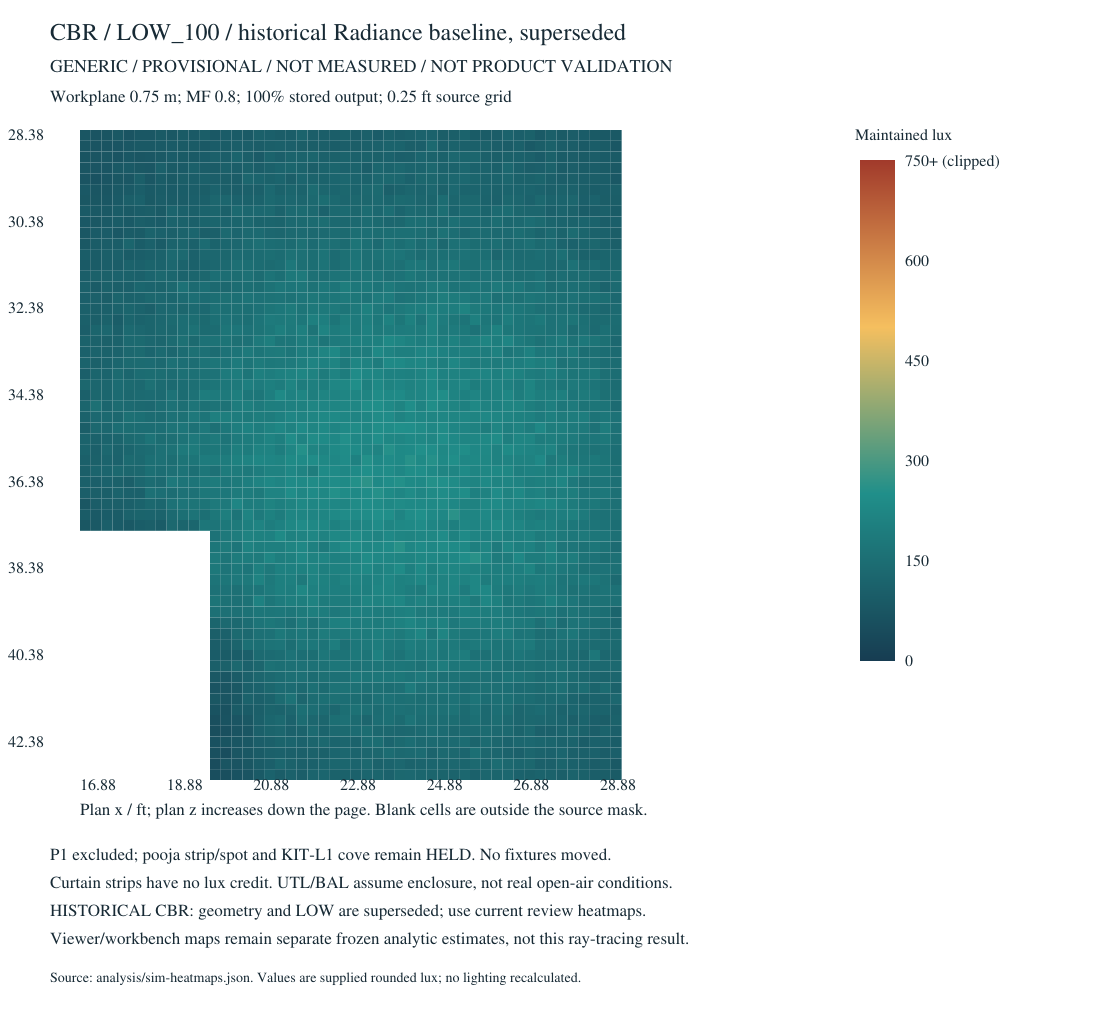 CBR / LOW_100 / historical Radiance baseline, superseded
GENERIC / PROVISIONAL / NOT MEASURED / NOT PRODUCT VALIDATION
Workplane 0.75 m; MF 0.8; 100% stored output; 0.25 ft source grid
Maintained lux
750+ (clipped)
600
450
300
150
0
28.38
30.38
32.38
34.38
36.38
38.38
40.38
42.38
16.88 18.88 20.88 22.88 24.88 26.88 28.88
Plan x / ft; plan z increases down the page. Blank cells are outside the source mask.
P1 excluded; pooja strip/spot and KIT-L1 cove remain HELD. No fixtures moved.
Curtain strips have no lux credit. UTL/BAL assume enclosure, not real open-air conditions.
HISTORICAL CBR: geometry and LOW are superseded; use current review heatmaps.
Viewer/workbench maps remain separate frozen analytic estimates, not this ray-tracing result.
Source: analysis/sim-heatmaps.json. Values are supplied rounded lux; no lighting recalculated.